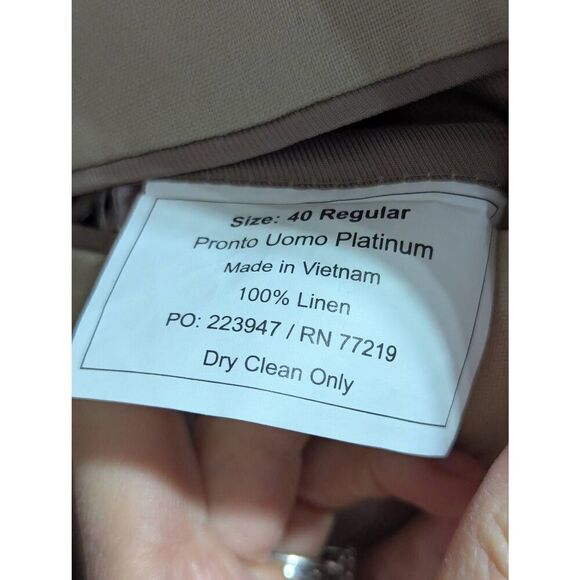 Size: 40 Regular
Pronto Uomo Platinum
Made in Vietnam
100% Linen
PO: 223947 / RN 77219
Dry Clean Only